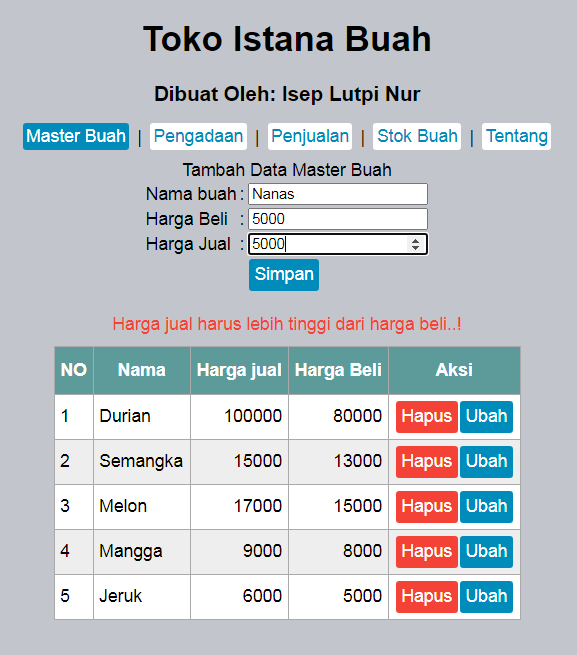 Toko Istana Buah
Dibuat Oleh: Isep Lutpi Nur
Master Buah | Pengadaan | Penjualan | Stok Buah | Tentang
Tambah Data Master Buah
Nama buah : Nanas
Harga Beli : 5000
Harga Jual : 5000
Simpan
Harga jual harus lebih tinggi dari harga beli..!
NO Nama Harga jual Harga Beli Aksi
1 Durian 100000 80000 Hapus Ubah
2 Semangka 15000 13000 Hapus Ubah
3 Melon 17000 15000 Hapus Ubah
4 Mangga 9000 8000 Hapus Ubah
5 Jeruk 6000 5000 Hapus Ubah